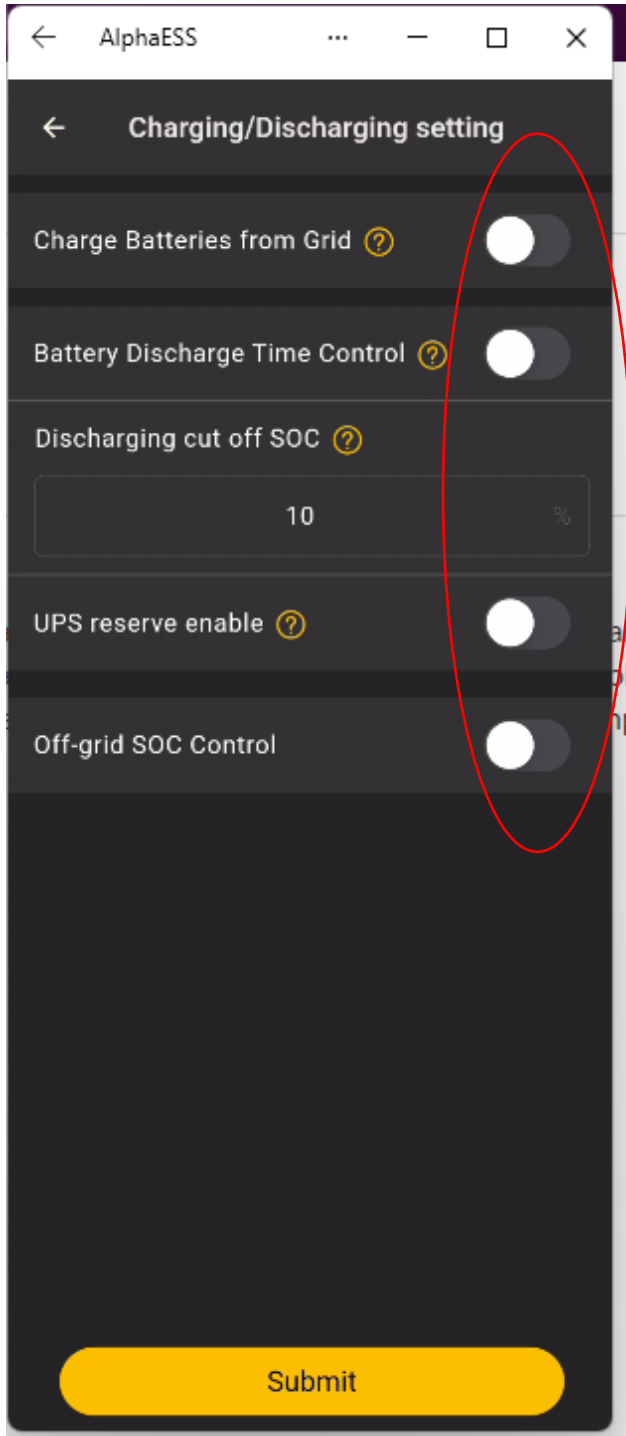 AlphaESS
Charging/Discharging setting
Charge Batteries from Grid ?
Battery Discharge Time Control ?
Discharging cut off SOC ?
10 %
UPS reserve enable ?
Off-grid SOC Control
Submit